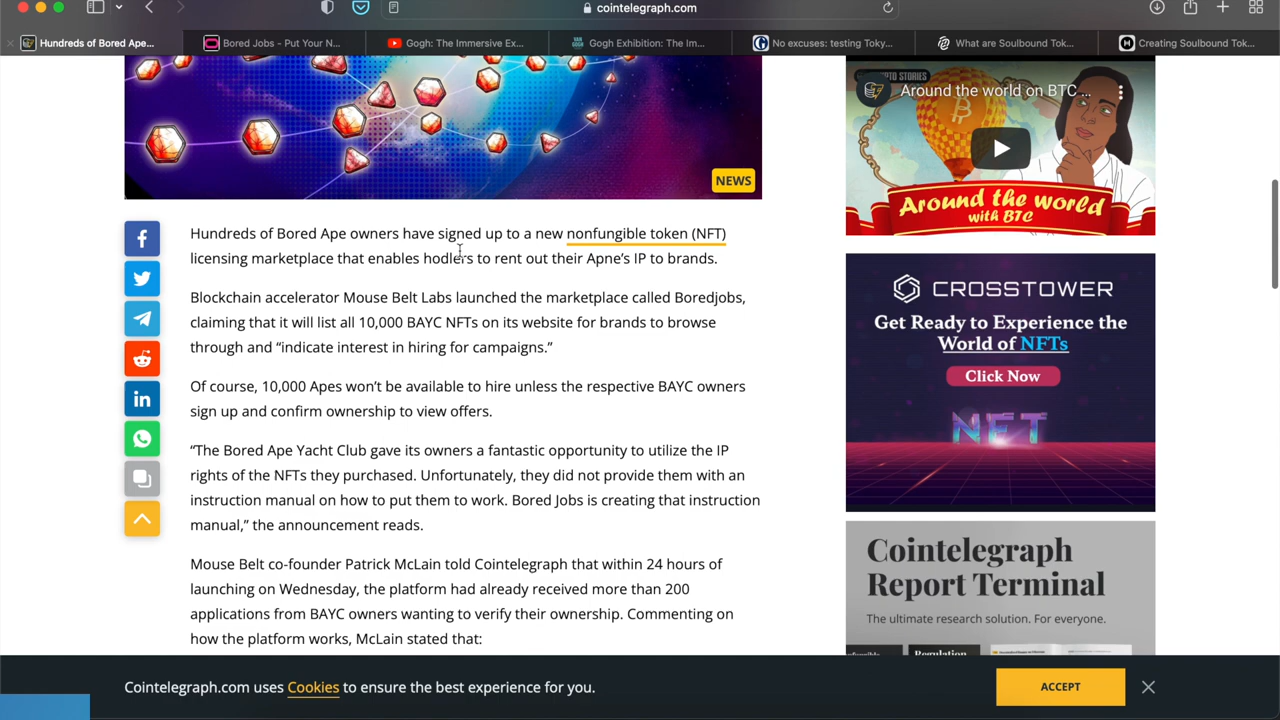 cointelegraph.com
Hundreds of Bored Ape...
Bored Jobs - Put Your N...
Gogh: The Immersive Ex...
Gogh Exhibition: The Im...
No excuses: testing Toky...
What are Soulbound Tok...
Creating Soulbound Tok...
NEWS
Hundreds of Bored Ape owners have signed up to a new nonfungible token (NFT)
licensing marketplace that enables hodlers to rent out their Apne's IP to brands.
Blockchain accelerator Mouse Belt Labs launched the marketplace called Boredjobs,
claiming that it will list all 10,000 BAYC NFTs on its website for brands to browse
through and “indicate interest in hiring for campaigns.”
Of course, 10,000 Apes won’t be available to hire unless the respective BAYC owners
sign up and confirm ownership to view offers.
“The Bored Ape Yacht Club gave its owners a fantastic opportunity to utilize the IP
rights of the NFTs they purchased. Unfortunately, they did not provide them with an
instruction manual on how to put them to work. Bored Jobs is creating that instruction
manual,” the announcement reads.
Mouse Belt co-founder Patrick McLain told Cointelegraph that within 24 hours of
launching on Wednesday, the platform had already received more than 200
applications from BAYC owners wanting to verify their ownership. Commenting on
how the platform works, McLain stated that:
STORIES
Around the world on BTC ...
Around the world
with BTC
CROSSTOWER
Get Ready to Experience the
World of NFTs
Click Now
NFT
Cointelegraph
Report Terminal
The ultimate research solution. For everyone.
Regulation
Cointelegraph.com uses Cookies to ensure the best experience for you.
ACCEPT